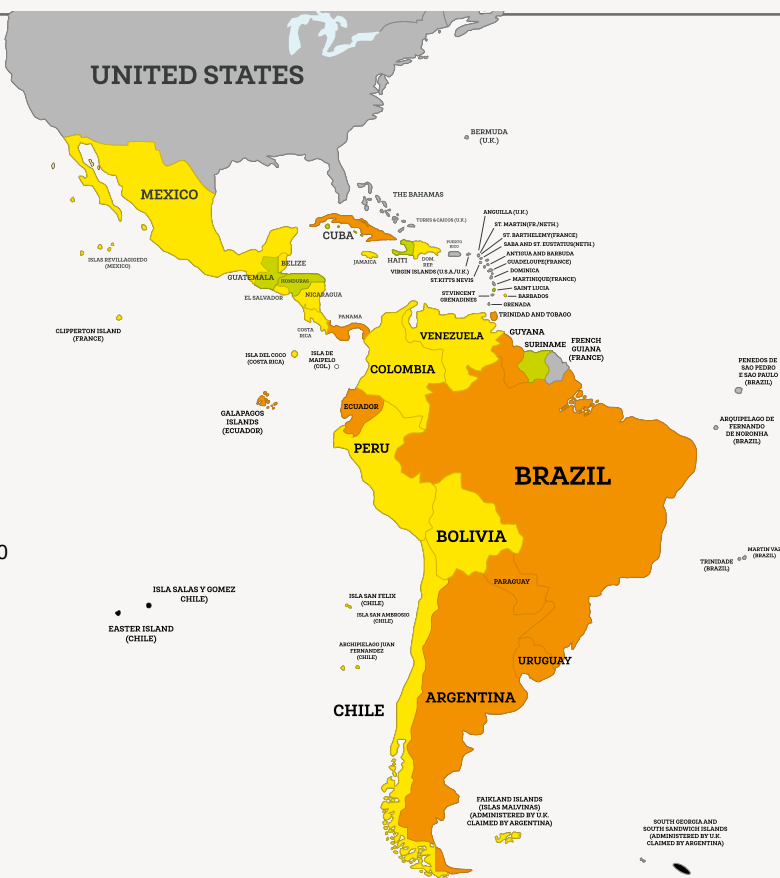 UNITED STATES
BERMUDA
(U.K.)
MEXICO
THE BAHAMAS
ANGUILLA (U.K.)
TURKS & CAICOS (U.K.)
ST. MARTIN(FR./NETH.)
CUBA
ST. BARTHELEMY(FRANCE)
PUERTO
RICO
SABA AND ST. EUSTATIUS(NETH.)
ANTIGUA AND BARBUDA
ISLAS REVILLAGIGEDO
(MEXICO)
BELIZE
JAMAICA
HAITI
DOM.
REP.
GUADELOUPE(FRANCE)
VIRGIN ISLANDS (U.S.A./U.K.)
DOMINICA
GUATEMALA
HONDURAS
ST.KITTS NEVIS
MARTINIQUE(FRANCE)
SAINT LUCIA
EL SALVADOR
NICARAGUA
ST.VINCENT
GRENADINES
BARBADOS
GRENADA
PANAMA
TRINIDAD AND TOBAGO
CLIPPERTON ISLAND
(FRANCE)
COSTA
RICA
VENEZUELA
GUYANA
SURINAME
FRENCH
GUIANA
(FRANCE)
ISLA DEL COCO
(COSTA RICA)
ISLA DE
MAIPELO
(COL.)
COLOMBIA
PENEDOS DE
SAO PEDRO
E SAO PAULO
(BRAZIL)
GALAPAGOS
ISLANDS
(ECUADOR)
ECUADOR
ARQUIPELAGO DE
FERNANDO
DE NORONHA
(BRAZIL)
PERU
BRAZIL
BOLIVIA
0
MARTIN VAZ
TRINIDADE
(BRAZIL)
(BRAZIL)
PARAGUAY
ISLA SALAS Y GOMEZ
CHILE)
ISLA SAN FELIX
(CHILE)
ISLA SAN AMBROSIO
(CHILE)
EASTER ISLAND
(CHILE)
ARCHIPIELAGO JUAN
FERNANDEZ
(CHILE)
URUGUAY
ARGENTINA
CHILE
FAIKLAND ISLANDS
(ISLAS MALVINAS)
(ADMINISTERED BY U.K.
CLAIMED BY ARGENTINA)
SOUTH GEORGIA AND
SOUTH SANDWICH ISLANDS
(ADMINISTERED BY U.K.
CLAIMED BY ARGENTINA)